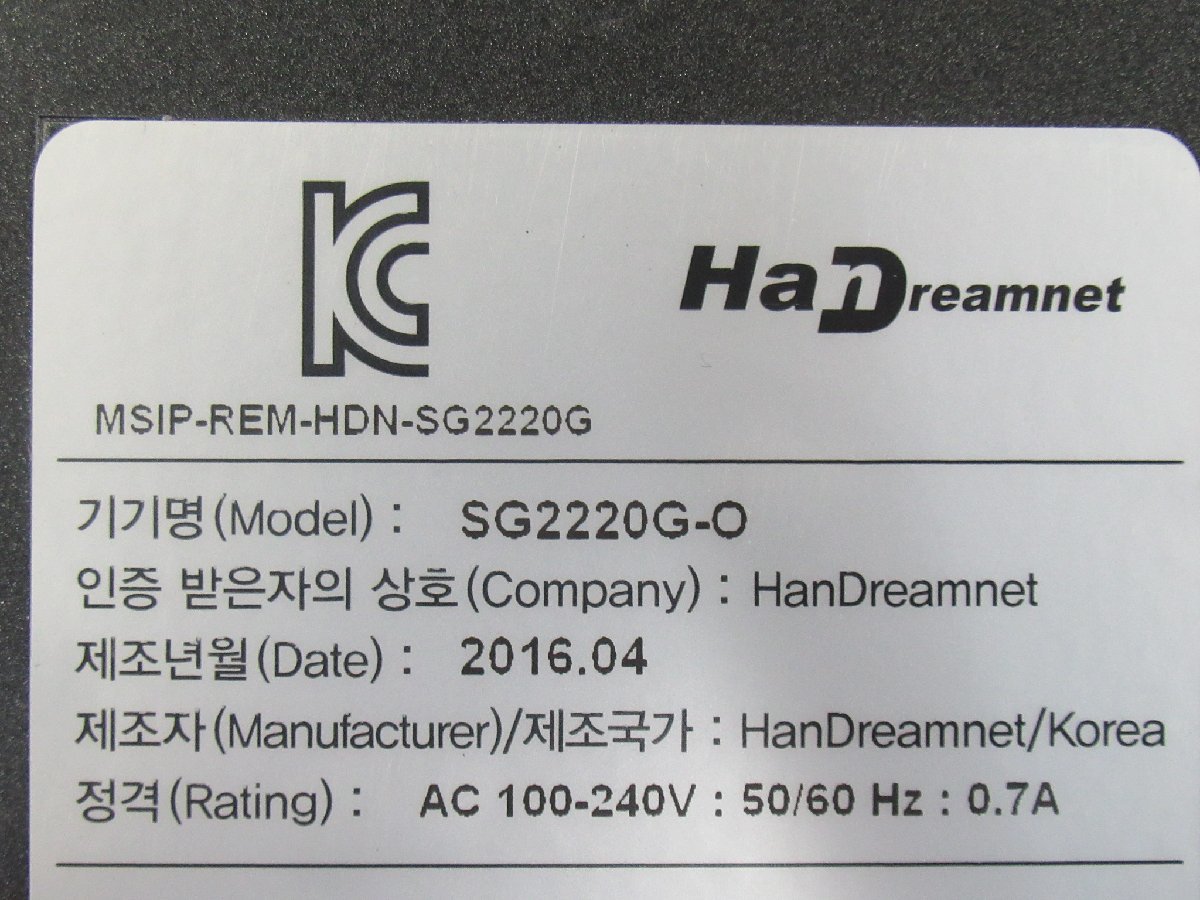 KC
HanDreamnet
MSIP-REM-HDN-SG2220G
기기명(Model) : SG2220G-O
인증 받은자의 상호(Company) : HanDreamnet
제조년월(Date) : 2016.04
제조자(Manufacturer)/제조국가 : HanDreamnet/Korea
정격(Rating) : AC 100-240V : 50/60 Hz : 0.7A